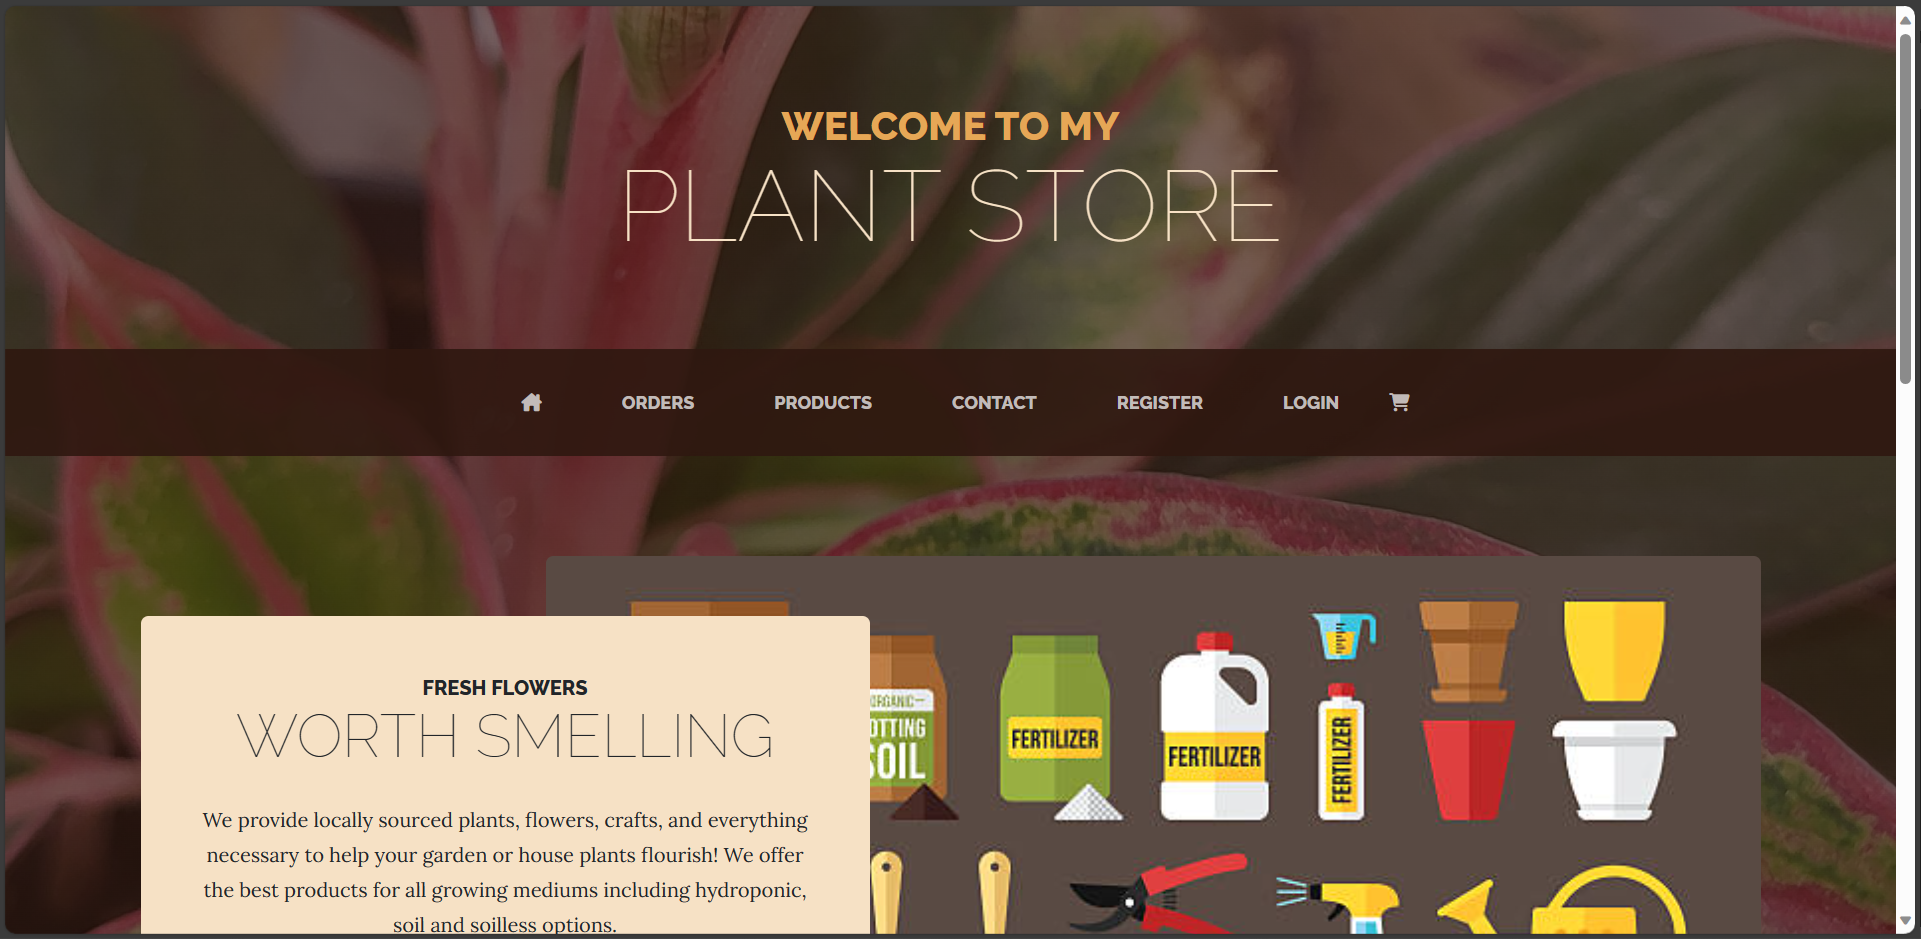 WELCOME TO MY
PLANT STORE
ORDERS PRODUCTS CONTACT REGISTER LOGIN
FRESH FLOWERS
WORTH SMELLING
We provide locally sourced plants, flowers, crafts, and everything
necessary to help your garden or house plants flourish! We offer
the best products for all growing mediums including hydroponic,
soil and soilless options.
ORGANIC
OTTING
SOIL
FERTILIZER
FERTILIZER
FERTILIZER